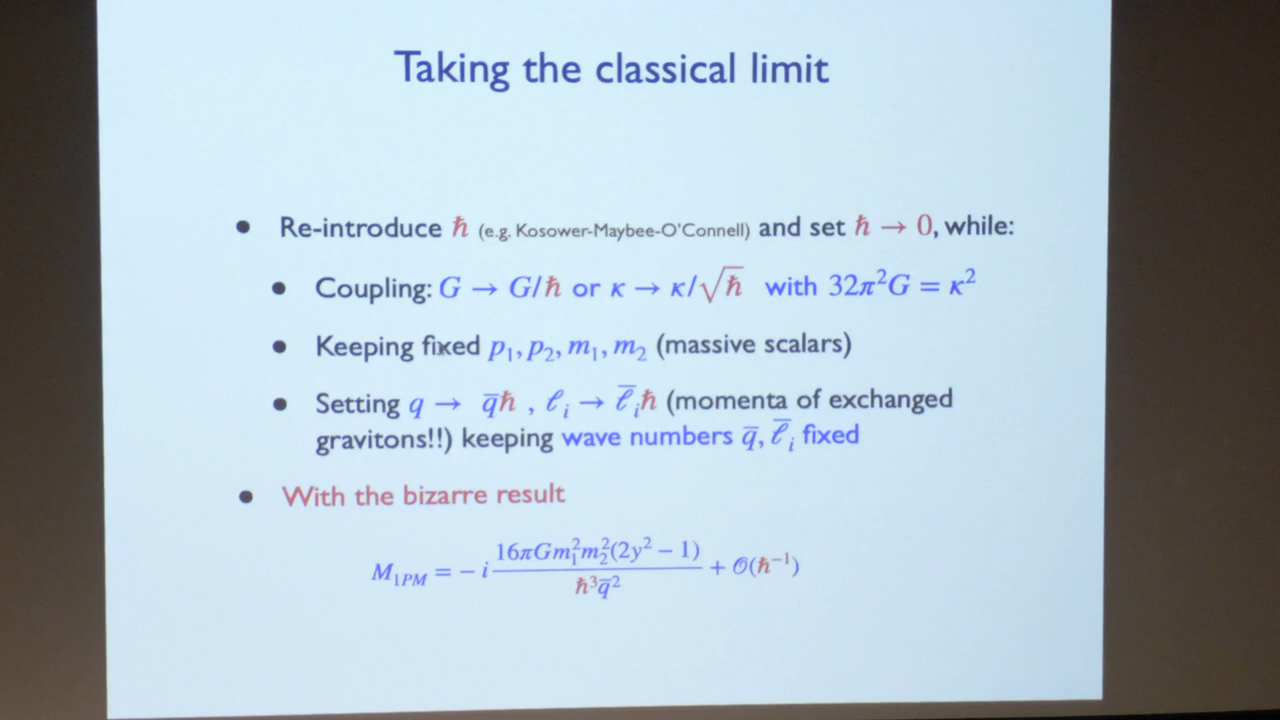 Taking the classical limit
• Re-introduce ℏ (e.g. Kosower-Maybee-O'Connell) and set ℏ → 0, while:
• Coupling: G → G/ℏ or κ → κ/√ℏ with 32π²G = κ²
• Keeping fixed p₁, p₂, m₁, m₂ (massive scalars)
• Setting q → q̅ℏ , ℓᵢ → ℓ̅ᵢℏ (momenta of exchanged
gravitons!!) keeping wave numbers q̅, ℓ̅ᵢ fixed
• With the bizarre result
M₁PM = − i 16πGm₁²m₂²(2y² − 1) / ℏ³q̅² + 𝒪(ℏ⁻¹)